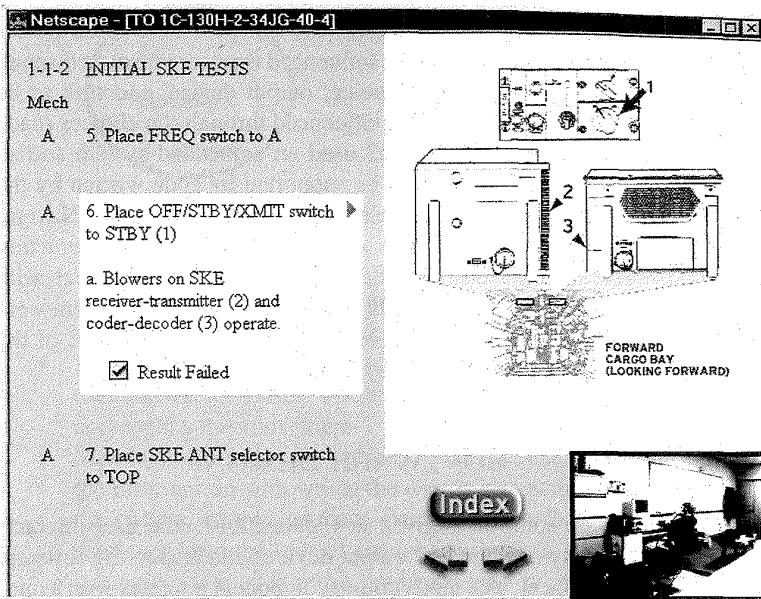 Netscape - [TO 1C-130H-2-34JG-40-4]
1-1-2 INITIAL SKE TESTS
Mech
A 5. Place FREQ switch to A
A 6. Place OFF/STBY/XMIT switch
to STBY (1)
a. Blowers on SKE
receiver-transmitter (2) and
coder-decoder (3) operate.
Result Failed
A 7. Place SKE ANT selector switch
to TOP
1
2
3
FORWARD
CARGO BAY
(LOOKING FORWARD)
Index